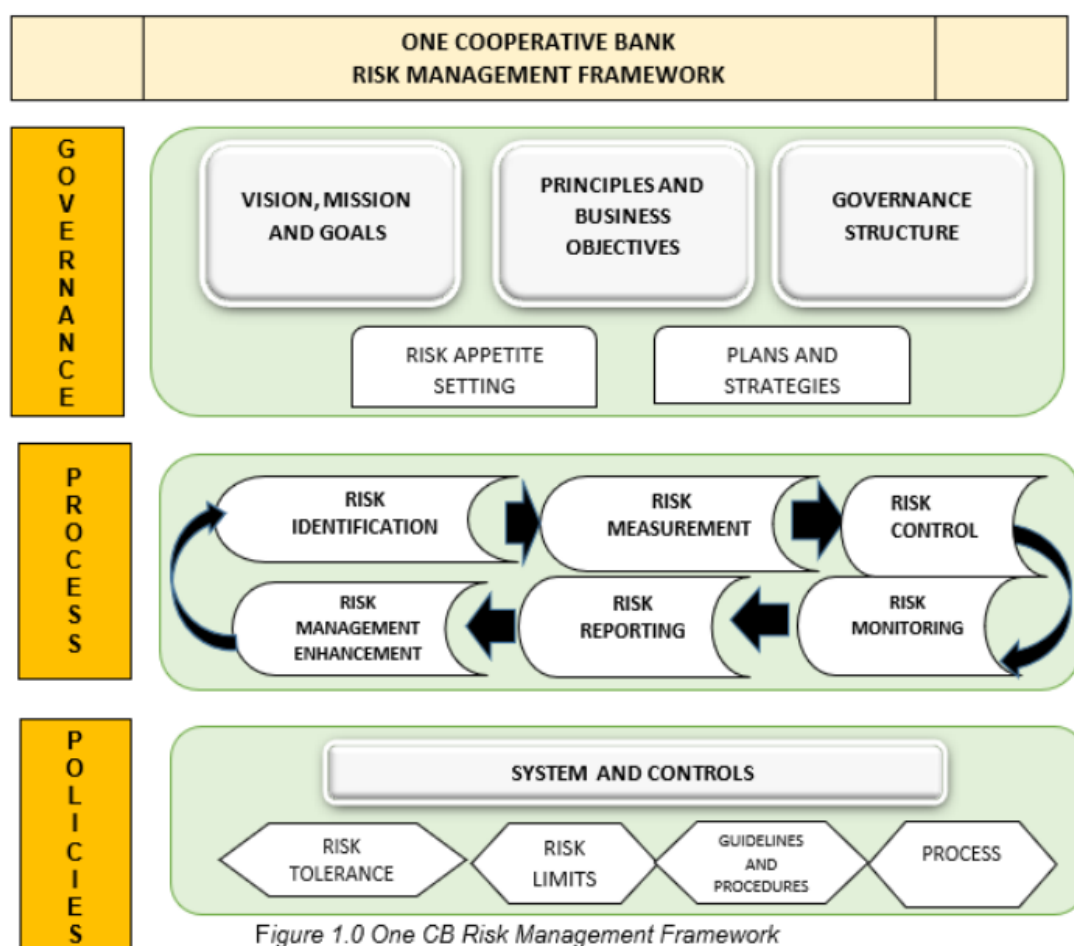 ONE COOPERATIVE BANK
RISK MANAGEMENT FRAMEWORK
GOVERNANCE
VISION, MISSION
AND GOALS
PRINCIPLES AND
BUSINESS
OBJECTIVES
GOVERNANCE
STRUCTURE
RISK APPETITE
SETTING
PLANS AND
STRATEGIES
PROCESS
RISK
IDENTIFICATION
RISK
MEASUREMENT
RISK
CONTROL
RISK
MANAGEMENT
ENHANCEMENT
RISK
REPORTING
RISK
MONITORING
POLICIES
SYSTEM AND CONTROLS
RISK
TOLERANCE
RISK
LIMITS
GUIDELINES
AND
PROCEDURES
PROCESS
Figure 1.0 One CB Risk Management Framework